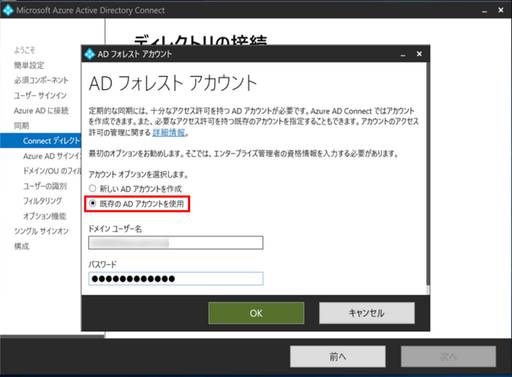 Microsoft Azure Active Directory Connect
ディレクトリの接続
ようこそ
簡単設定
必須コンポーネント
ユーザー サインイン
Azure AD に接続
同期
Connect ディレクト
Azure AD サインイン
ドメイン/OU のフィル
ユーザーの識別
フィルタリング
オプション機能
シングル サインオン
構成
AD フォレスト アカウント
AD フォレスト アカウント
定期的な同期には、十分なアクセス許可を持つ AD アカウントが必要です。Azure AD Connect ではアカウント
を作成できます。また、必要なアクセス許可を持つ既存のアカウントを指定することもできます。アカウントのアクセス
許可の管理に関する 詳細情報。
最初のオプションをお勧めします。そこでは、エンタープライズ管理者の資格情報を入力する必要があります。
アカウント オプションを選択します。
新しい AD アカウントを作成
既存の AD アカウントを使用
ドメイン ユーザー名
パスワード
●●●●●●●●●●●●
OK
キャンセル
前へ
次へ